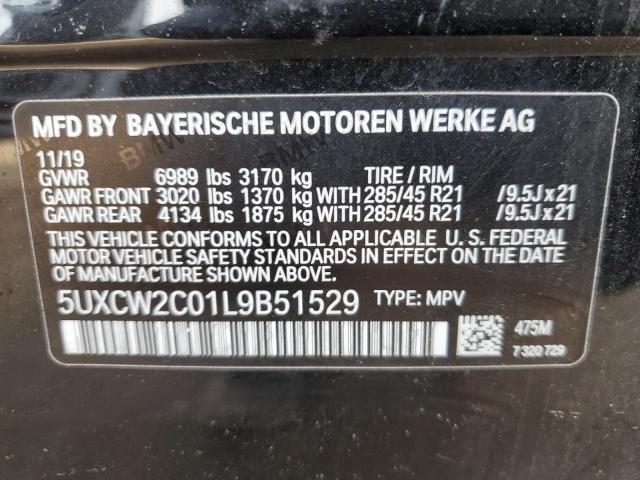 MFD BY BAYERISCHE MOTOREN WERKE AG
11/19
GVWR 6989 lbs 3170 kg TIRE / RIM
GAWR FRONT 3020 lbs 1370 kg WITH 285/45 R21 /9.5J x 21
GAWR REAR 4134 lbs 1875 kg WITH 285/45 R21 /9.5J x 21
THIS VEHICLE CONFORMS TO ALL APPLICABLE U. S. FEDERAL
MOTOR VEHICLE SAFETY STANDARDS IN EFFECT ON THE
DATE OF MANUFACTURE SHOWN ABOVE.
5UXCW2C01L9B51529 TYPE: MPV
475M
7 320 729